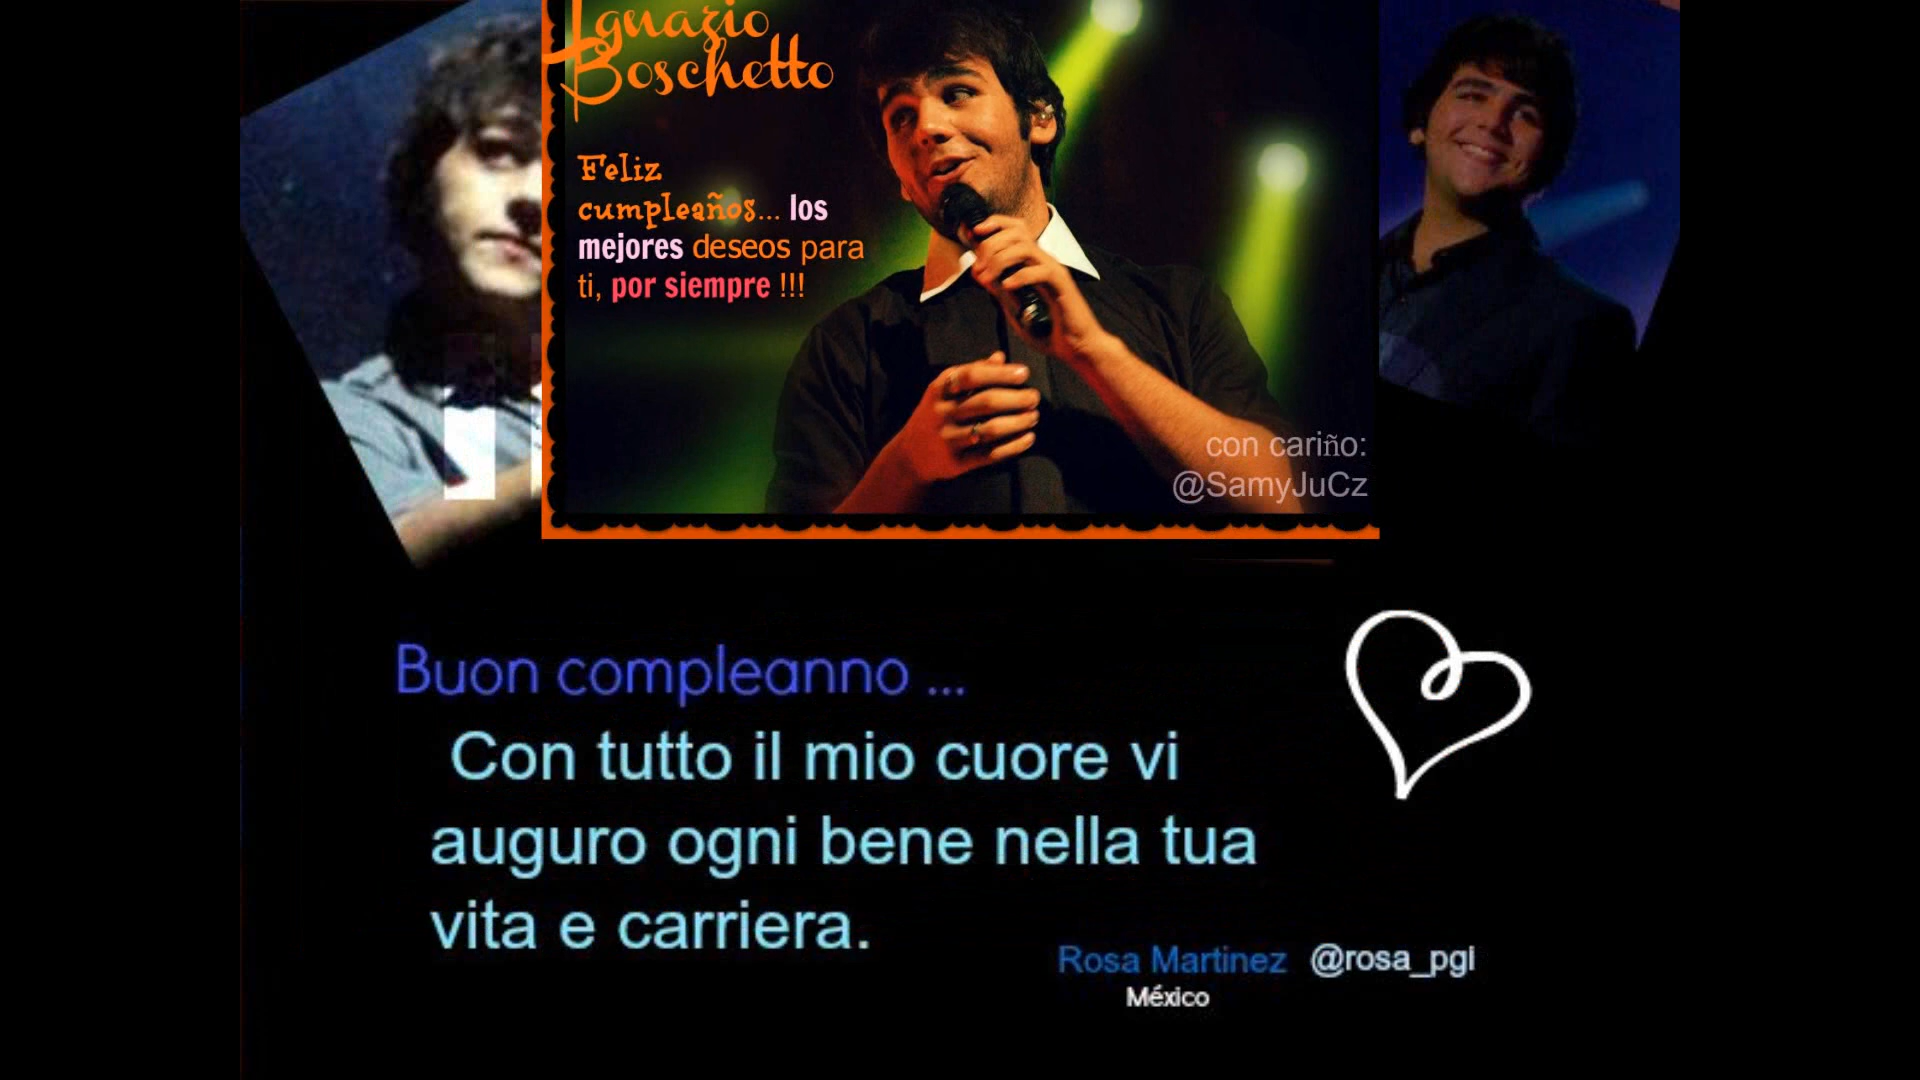 Ignazio
Boschetto
Feliz
cumpleaños... los
mejores deseos para
ti, por siempre !!!
con cariño:
@SamyJuCz
Buon compleanno ...
Con tutto il mio cuore vi
auguro ogni bene nella tua
vita e carriera.
Rosa Martinez @rosa_pgl
México